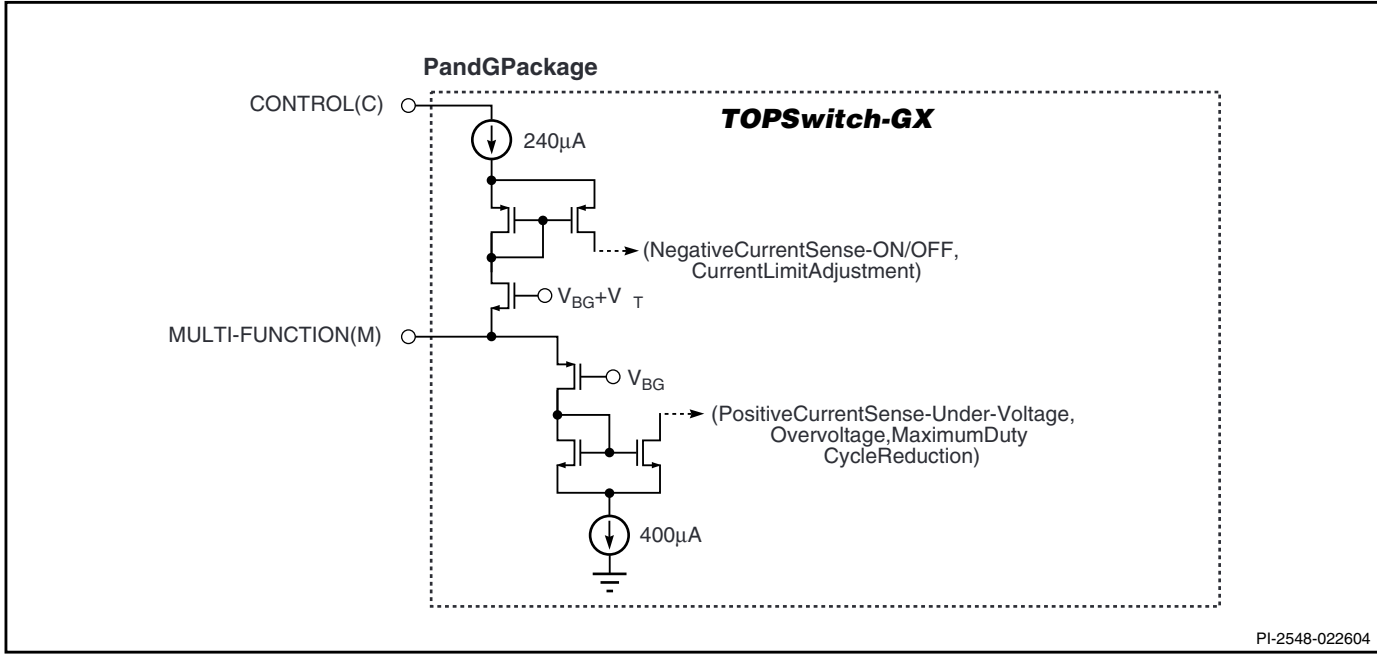 PandGPackage
CONTROL(C)
TOPSwitch-GX
240μA
(NegativeCurrentSense-ON/OFF,
CurrentLimitAdjustment)
VBG+V T
MULTI-FUNCTION(M)
VBG
(PositiveCurrentSense-Under-Voltage,
Overvoltage,MaximumDuty
CycleReduction)
400μA
PI-2548-022604